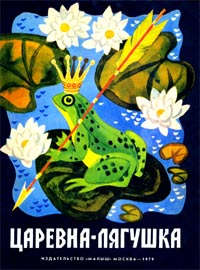 ЦАРЕВНА-ЛЯГУШКА
ИЗДАТЕЛЬСТВО «МАЛЫШ» МОСКВА—1979